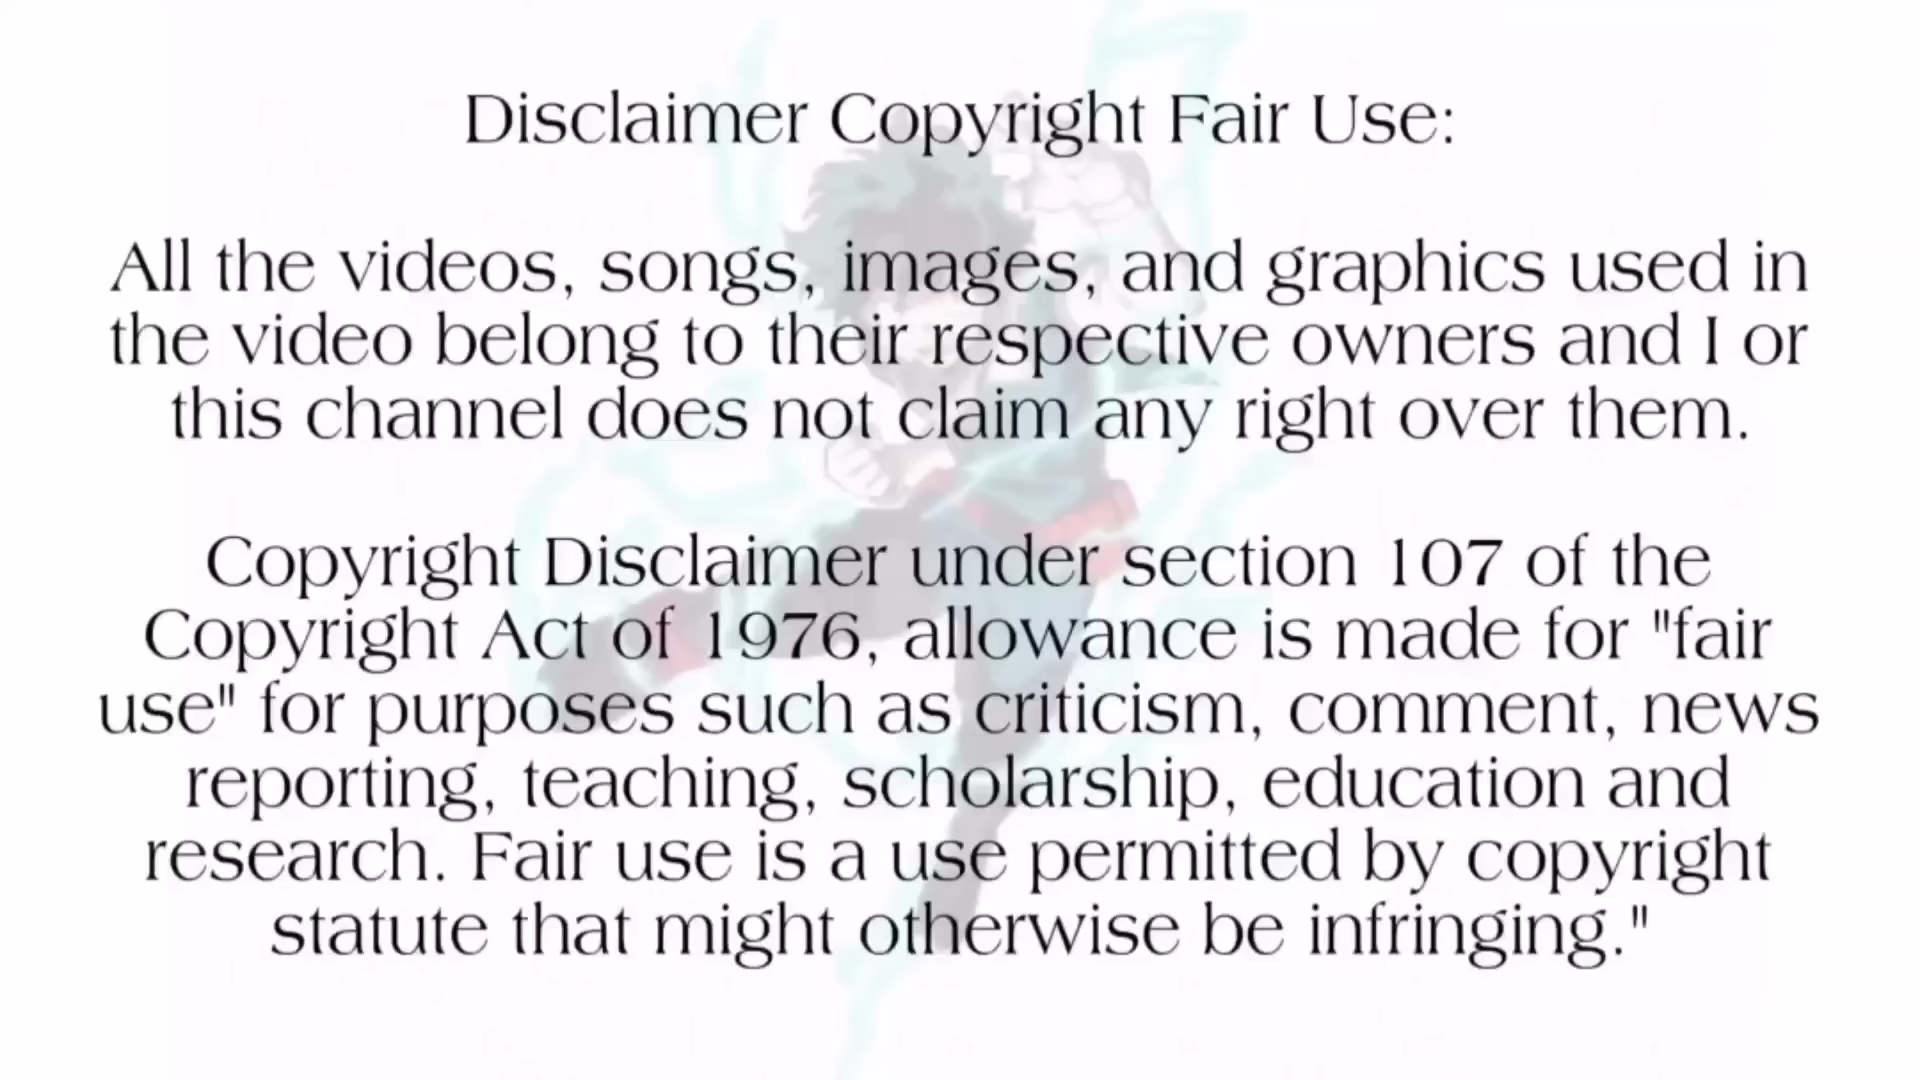 Disclaimer Copyright Fair Use:
All the videos, songs, images, and graphics used in
the video belong to their respective owners and I or
this channel does not claim any right over them.
Copyright Disclaimer under section 107 of the
Copyright Act of 1976, allowance is made for "fair
use" for purposes such as criticism, comment, news
reporting, teaching, scholarship, education and
research. Fair use is a use permitted by copyright
statute that might otherwise be infringing."